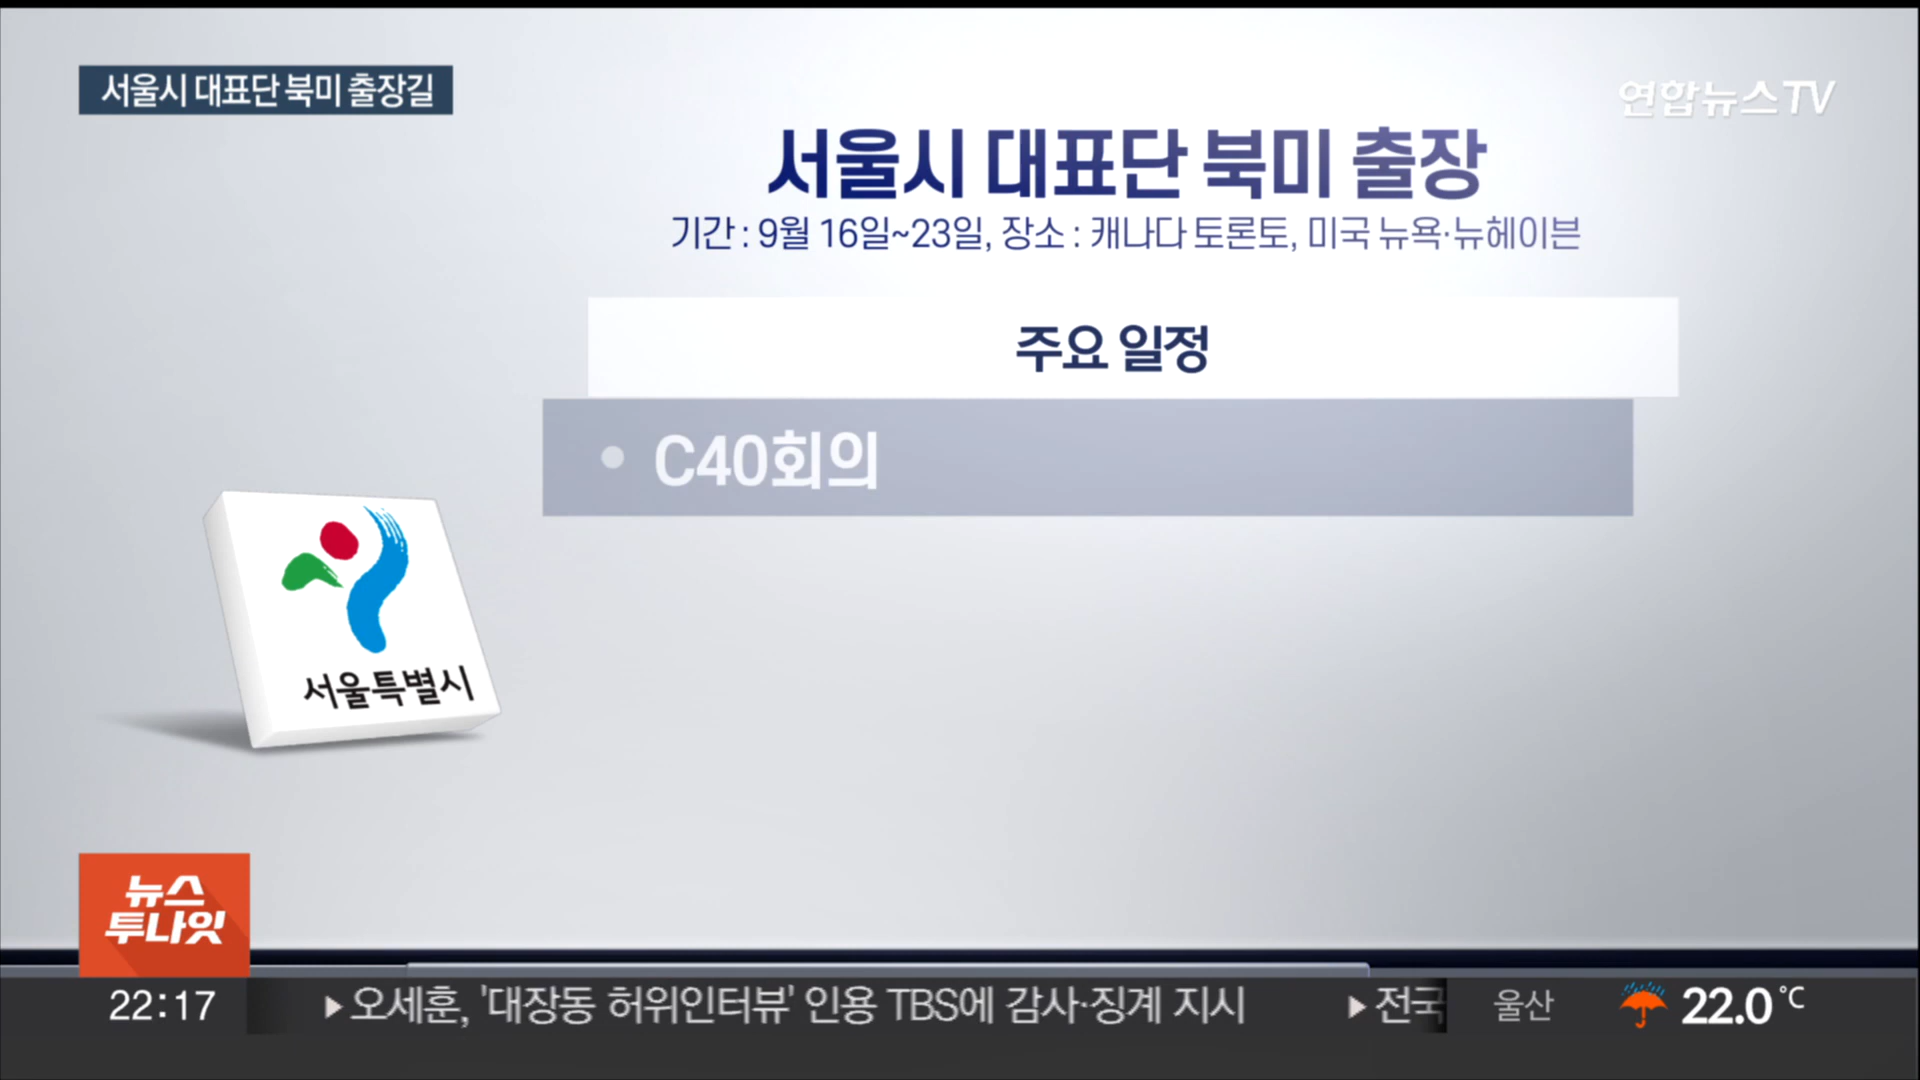 서울시 대표단 북미 출장길
연합뉴스TV
서울시 대표단 북미 출장
기간 : 9월 16일~23일, 장소 : 캐나다 토론토, 미국 뉴욕·뉴헤이븐
주요 일정
• C40회의
서울특별시
뉴스
투나잇
22:17
▶오세훈, '대장동 허위인터뷰' 인용 TBS에 감사·징계 지시
▶전국
울산
22.0℃